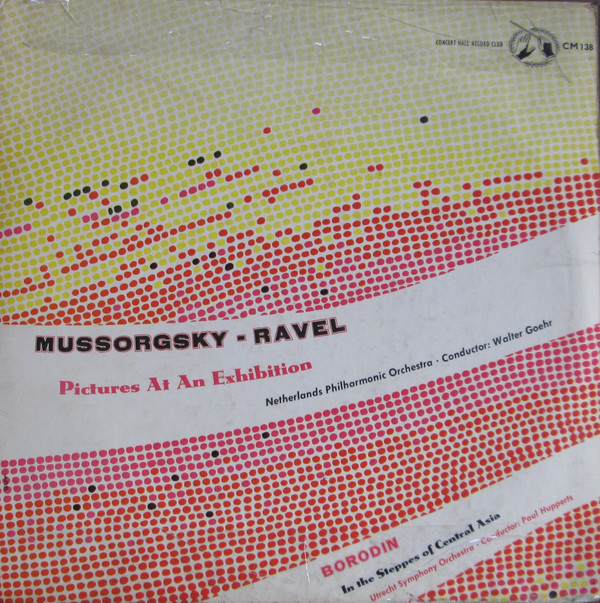 KONCERT HALL RECORD CLUB
CM 138
MUSSORGSKY - RAVEL
Pictures At An Exhibition
Netherlands Philharmonic Orchestra · Conductor: Walter Goehr
BORODIN
In the Steppes of Central Asia
Utrecht Symphony Orchestra · Conductor: Paul Hupperts